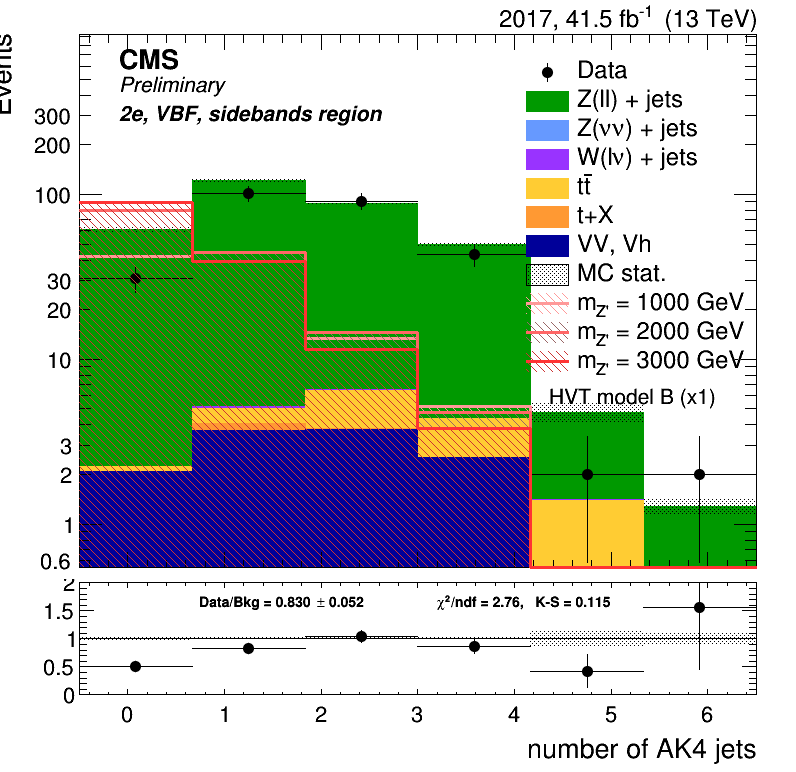 2017, 41.5 fb⁻¹ (13 TeV)
Events
CMS
Preliminary
2e, VBF, sidebands region
Data
Z(ll) + jets
Z(νν) + jets
W(lν) + jets
tt̄
t+X
VV, Vh
MC stat.
m_Z' = 1000 GeV
m_Z' = 2000 GeV
m_Z' = 3000 GeV
HVT model B (x1)
300
200
100
30
20
10
3
2
1
0.6
Data/Bkg = 0.830 ± 0.052
χ²/ndf = 2.76, K-S = 0.115
2
1.5
1
0.5
0
0 1 2 3 4 5 6
number of AK4 jets